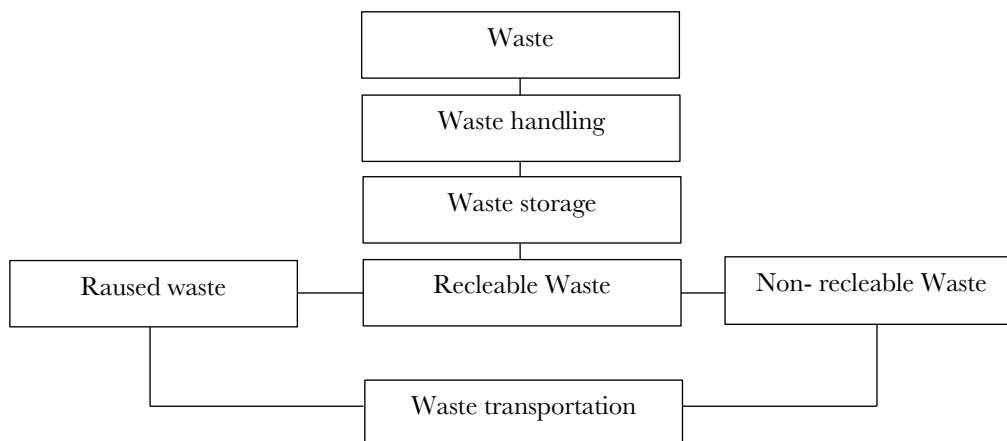 Waste
Waste handling
Waste storage
Raused waste
Recleable Waste
Non- recleable Waste
Waste transportation